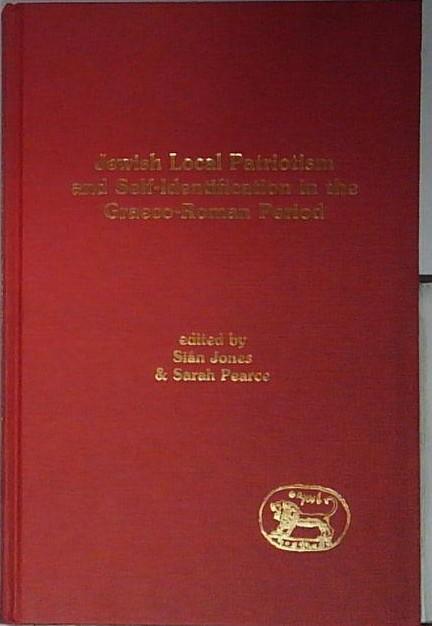 Jewish Local Patriotism
and Self-Identification in the
Graeco-Roman Period
edited by
Siân Jones
& Sarah Pearce